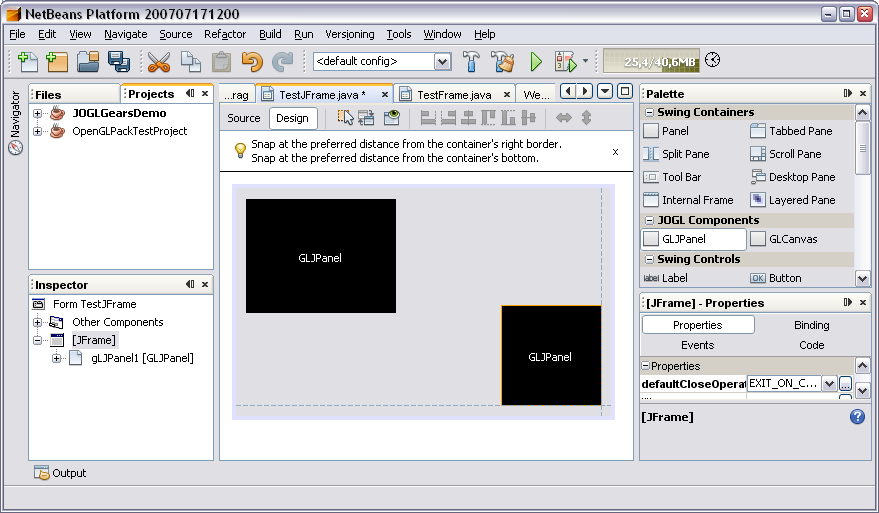 NetBeans Platform 200707171200
File Edit View Navigate Source Refactor Build Run Versioning Tools Window Help
<default config>
25,4/40,6MB
Navigator
Files
Projects
JOGLGearsDemo
OpenGLPackTestProject
Inspector
Form TestJFrame
Other Components
[JFrame]
gLJPanel1 [GLJPanel]
...rag
TestJFrame.java *
TestFrame.java
We...
Source
Design
Snap at the preferred distance from the container's right border.
Snap at the preferred distance from the container's bottom.
x
GLJPanel
GLJPanel
Palette
Swing Containers
Panel
Tabbed Pane
Split Pane
Scroll Pane
Tool Bar
Desktop Pane
Internal Frame
Layered Pane
JOGL Components
GLJPanel
GLCanvas
Swing Controls
label Label
OK Button
[JFrame] - Properties
Properties
Binding
Events
Code
Properties
defaultCloseOperat
EXIT_ON_C...
...
[JFrame]
?
Output